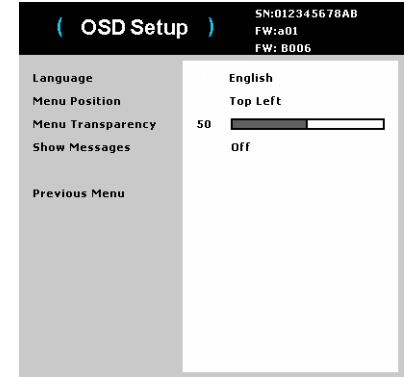 ( OSD Setup )
SN:012345678AB
FW:a01
FW: B006
Language English
Menu Position Top Left
Menu Transparency 50
Show Messages Off
Previous Menu